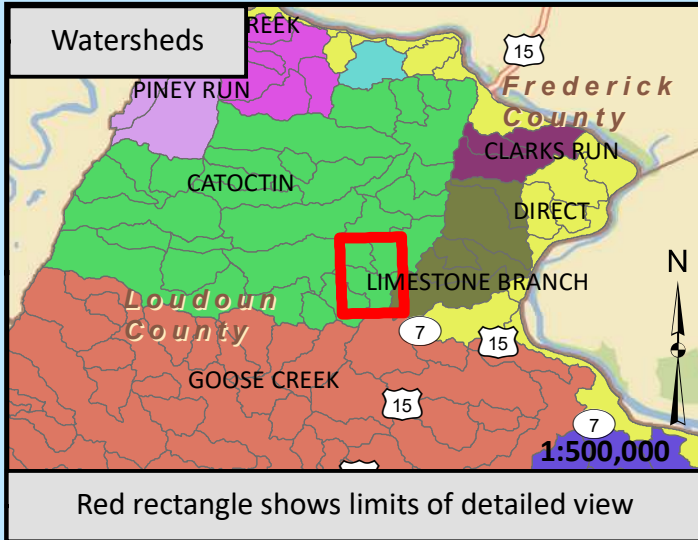 Watersheds
REEK
15
PINEY RUN
Frederick
County
CLARKS RUN
CATOCTIN
DIRECT
N
LIMESTONE BRANCH
Loudoun
County
7
15
GOOSE CREEK
15
7
1:500,000
Red rectangle shows limits of detailed view